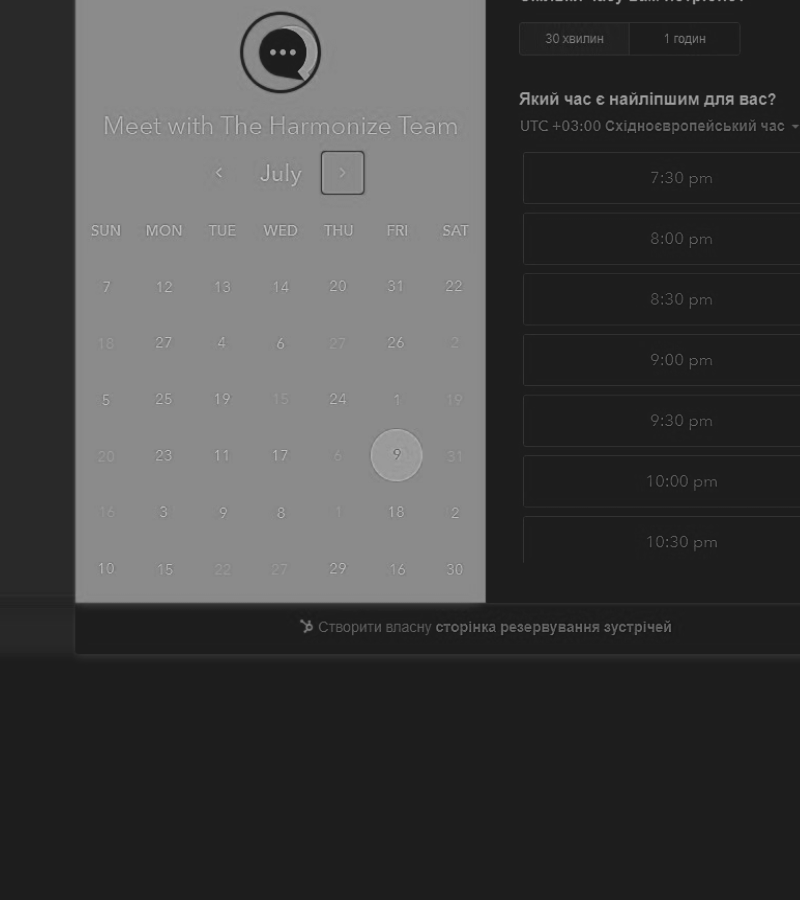 Meet with The Harmonize Team
July
SUN MON TUE WED THU FRI SAT
7 12 13 14 20 31 22
18 27 4 6 27 26 2
5 25 19 15 24 1 19
20 23 11 17 6 9 31
16 3 9 8 1 18 2
10 15 22 27 29 16 30
30 хвилин 1 годин
Який час є найліпшим для вас?
UTC +03:00 Східноєвропейський час
7:30 pm
8:00 pm
8:30 pm
9:00 pm
9:30 pm
10:00 pm
10:30 pm
Створити власну сторінка резервування зустрічей